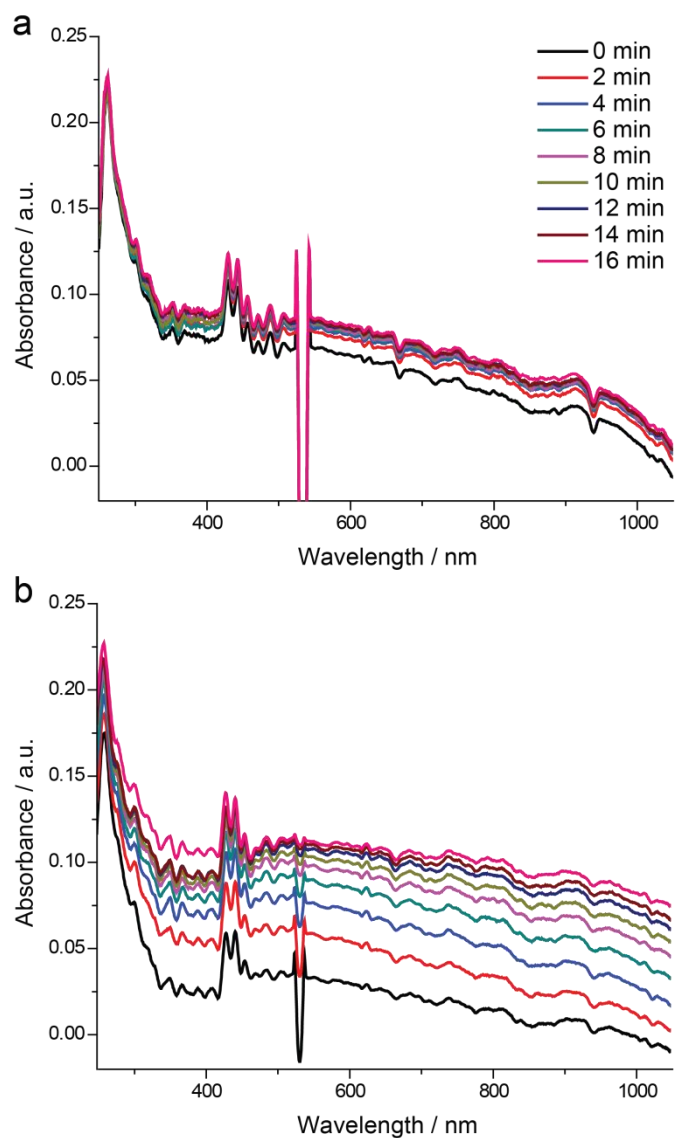 a
0.25
0.20
0.15
0.10
0.05
0.00
Absorbance / a.u.
0 min
2 min
4 min
6 min
8 min
10 min
12 min
14 min
16 min
400
600
800
1000
Wavelength / nm
b
0.25
0.20
0.15
0.10
0.05
0.00
Absorbance / a.u.
400
600
800
1000
Wavelength / nm